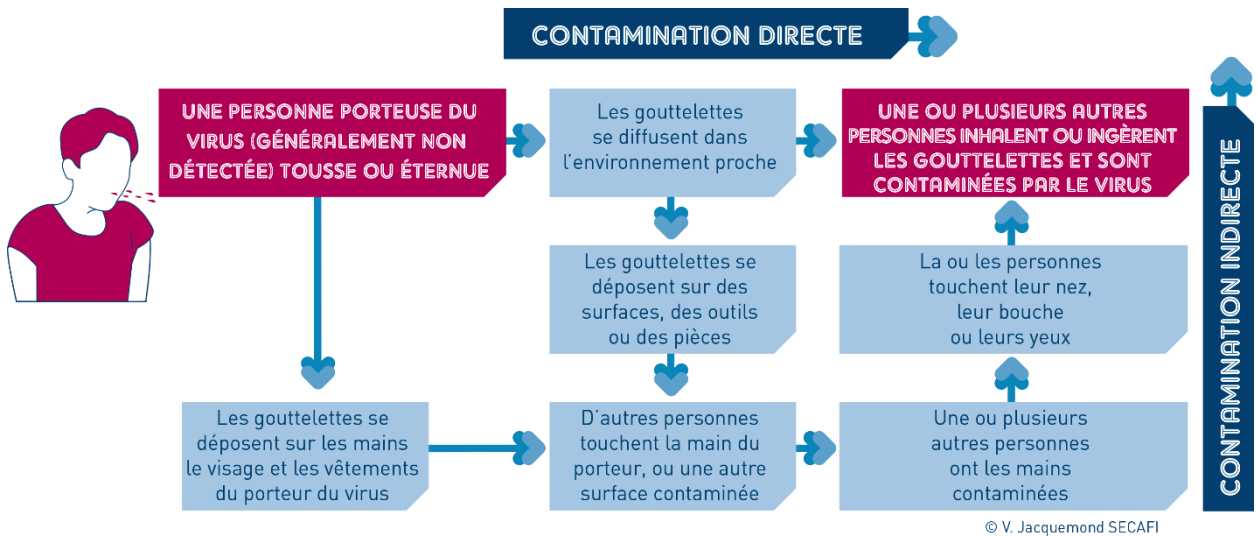 CONTAMINATION DIRECTE
UNE PERSONNE PORTEUSE DU
VIRUS (GÉNÉRALEMENT NON
DÉTECTÉE) TOUSSE OU ÉTERNUE
Les gouttelettes
se diffusent dans
l'environnement proche
UNE OU PLUSIEURS AUTRES
PERSONNES INHALENT OU INGÈRENT
LES GOUTTELETTES ET SONT
CONTAMINÉES PAR LE VIRUS
Les gouttelettes se
déposent sur des
surfaces, des outils
ou des pièces
La ou les personnes
touchent leur nez,
leur bouche
ou leurs yeux
Les gouttelettes se
déposent sur les mains
le visage et les vêtements
du porteur du virus
D'autres personnes
touchent la main du
porteur, ou une autre
surface contaminée
Une ou plusieurs
autres personnes
ont les mains
contaminées
CONTAMINATION INDIRECTE
© V. Jacquemond SECAFI